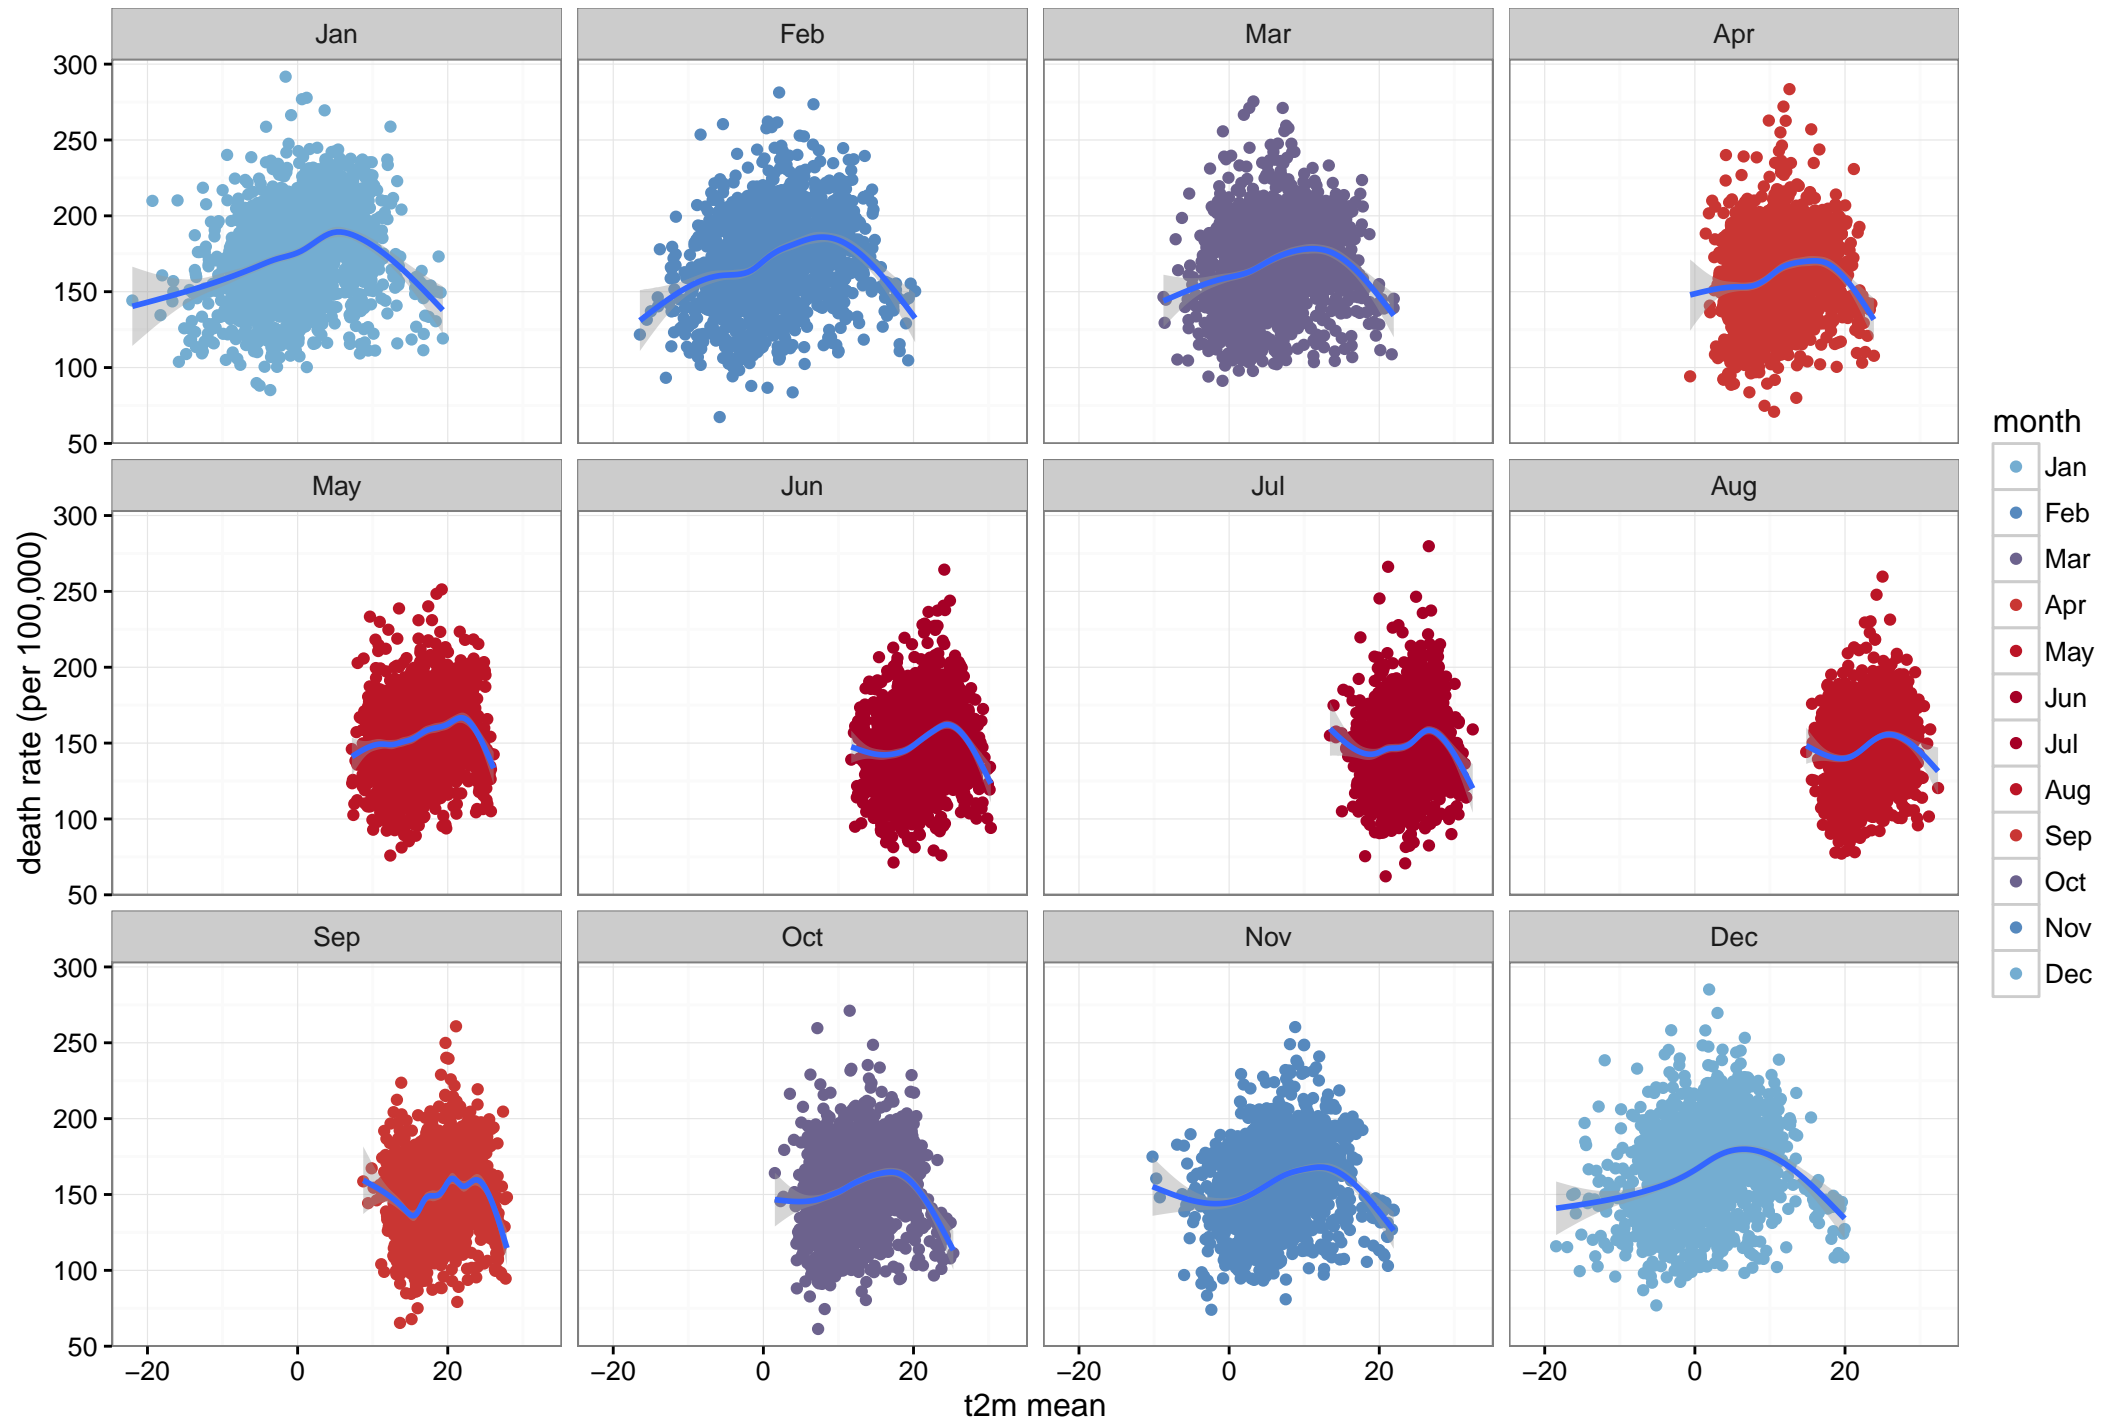 Jan Feb Mar Apr
300
250
200
150
100
50
May Jun Jul Aug
300
250
200
150
100
50
Sep Oct Nov Dec
300
250
200
150
100
50
−20 0 20 −20 0 20 −20 0 20 −20 0 20
t2m mean
death rate (per 100,000)
month
Jan
Feb
Mar
Apr
May
Jun
Jul
Aug
Sep
Oct
Nov
Dec